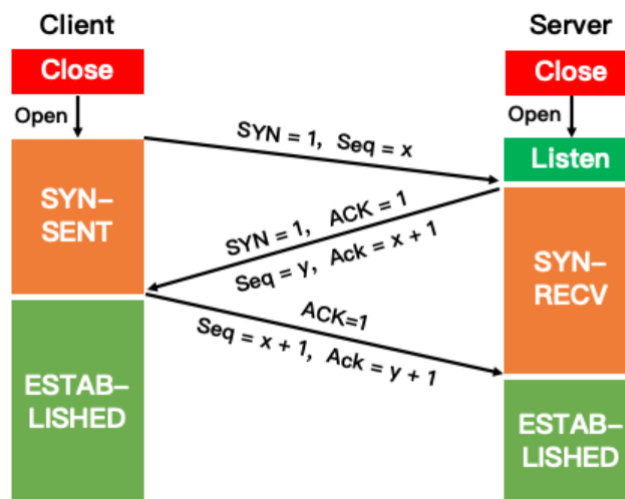 Client
Server
Close
Close
Open
Open
SYN = 1, Seq = x
Listen
SYN-
SENT
SYN = 1, ACK = 1
Seq = y, Ack = x + 1
SYN-
RECV
ACK=1
Seq = x + 1, Ack = y + 1
ESTAB-
LISHED
ESTAB-
LISHED